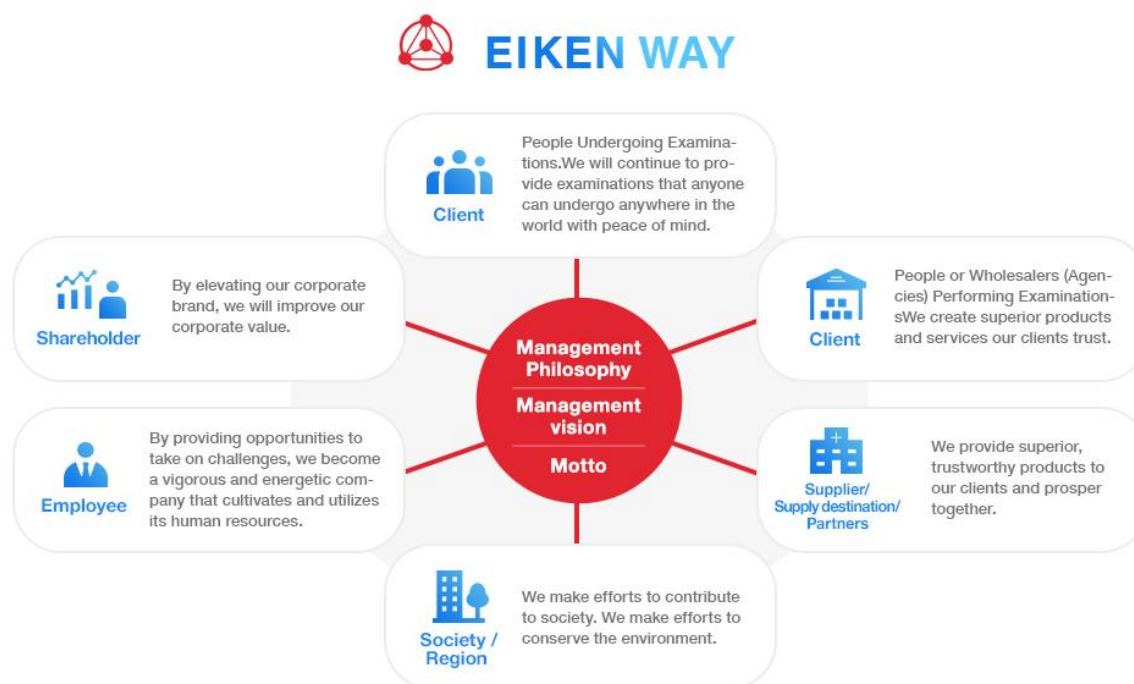 EIKEN WAY
Client
People Undergoing Examina-
tions.We will continue to pro-
vide examinations that anyone
can undergo anywhere in the
world with peace of mind.
Shareholder
By elevating our corporate
brand, we will improve our
corporate value.
Client
People or Wholesalers (Agen-
cies) Performing Examination-
sWe create superior products
and services our clients trust.
Management
Philosophy
Management
vision
Motto
Employee
By providing opportunities to
take on challenges, we become
a vigorous and energetic com-
pany that cultivates and utilizes
its human resources.
Supplier/
Supply destination/
Partners
We provide superior,
trustworthy products to
our clients and prosper
together.
Society /
Region
We make efforts to contribute
to society. We make efforts to
conserve the environment.